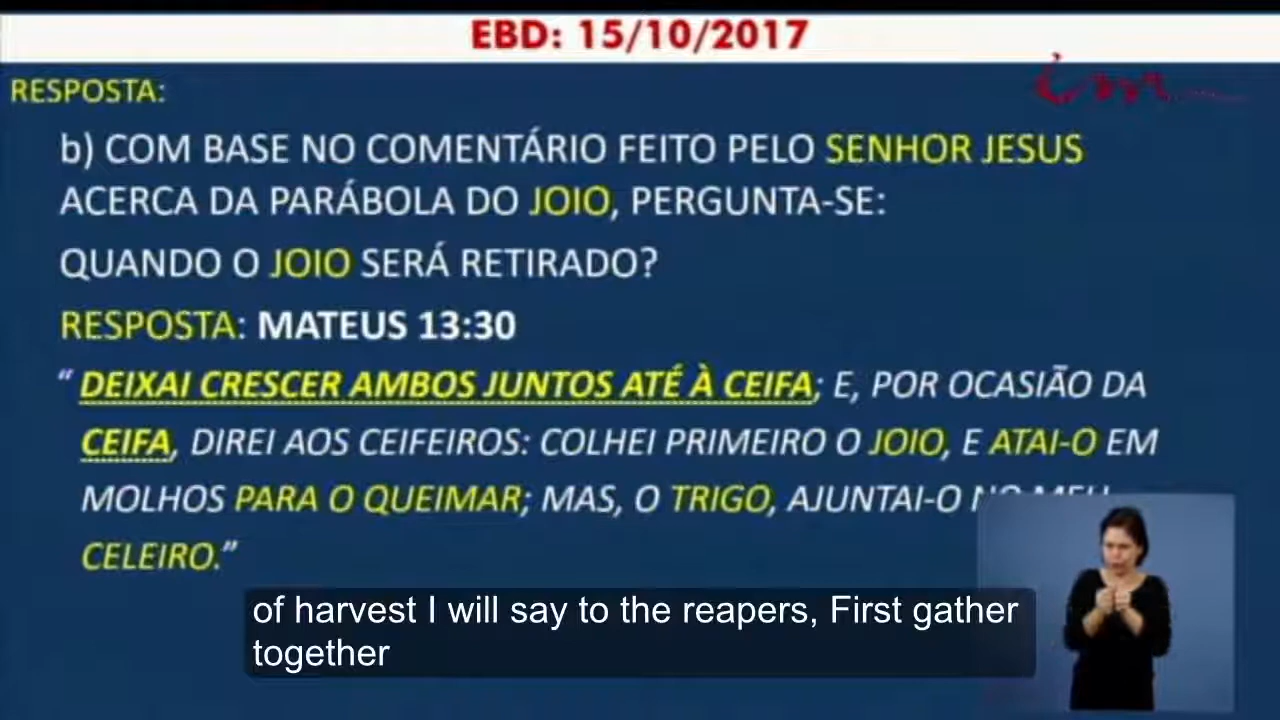 EBD: 15/10/2017
RESPOSTA:
b) COM BASE NO COMENTÁRIO FEITO PELO SENHOR JESUS
ACERCA DA PARÁBOLA DO JOIO, PERGUNTA-SE:
QUANDO O JOIO SERÁ RETIRADO?
RESPOSTA: MATEUS 13:30
“ DEIXAI CRESCER AMBOS JUNTOS ATÉ À CEIFA; E, POR OCASIÃO DA
CEIFA, DIREI AOS CEIFEIROS: COLHEI PRIMEIRO O JOIO, E ATAI-O EM
MOLHOS PARA O QUEIMAR; MAS, O TRIGO, AJUNTAI-O NO MEU
CELEIRO.”
of harvest I will say to the reapers, First gather
together